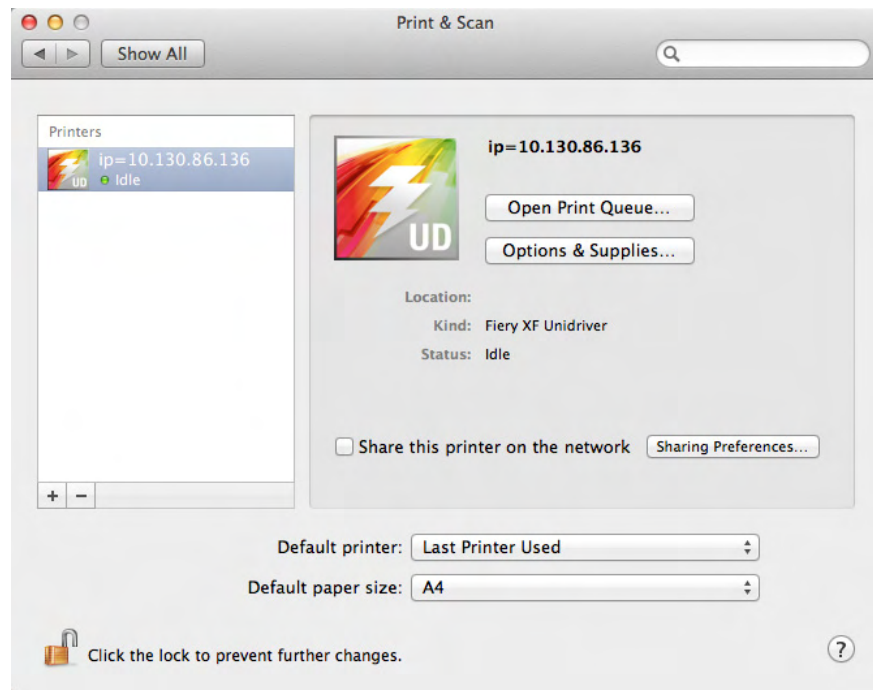 Print & Scan
Show All
Printers
ip=10.130.86.136
UD
Idle
ip=10.130.86.136
UD
Open Print Queue...
Options & Supplies...
Location:
Kind: Fiery XF Unidriver
Status: Idle
Share this printer on the network Sharing Preferences...
+ −
Default printer: Last Printer Used
Default paper size: A4
Click the lock to prevent further changes.
?